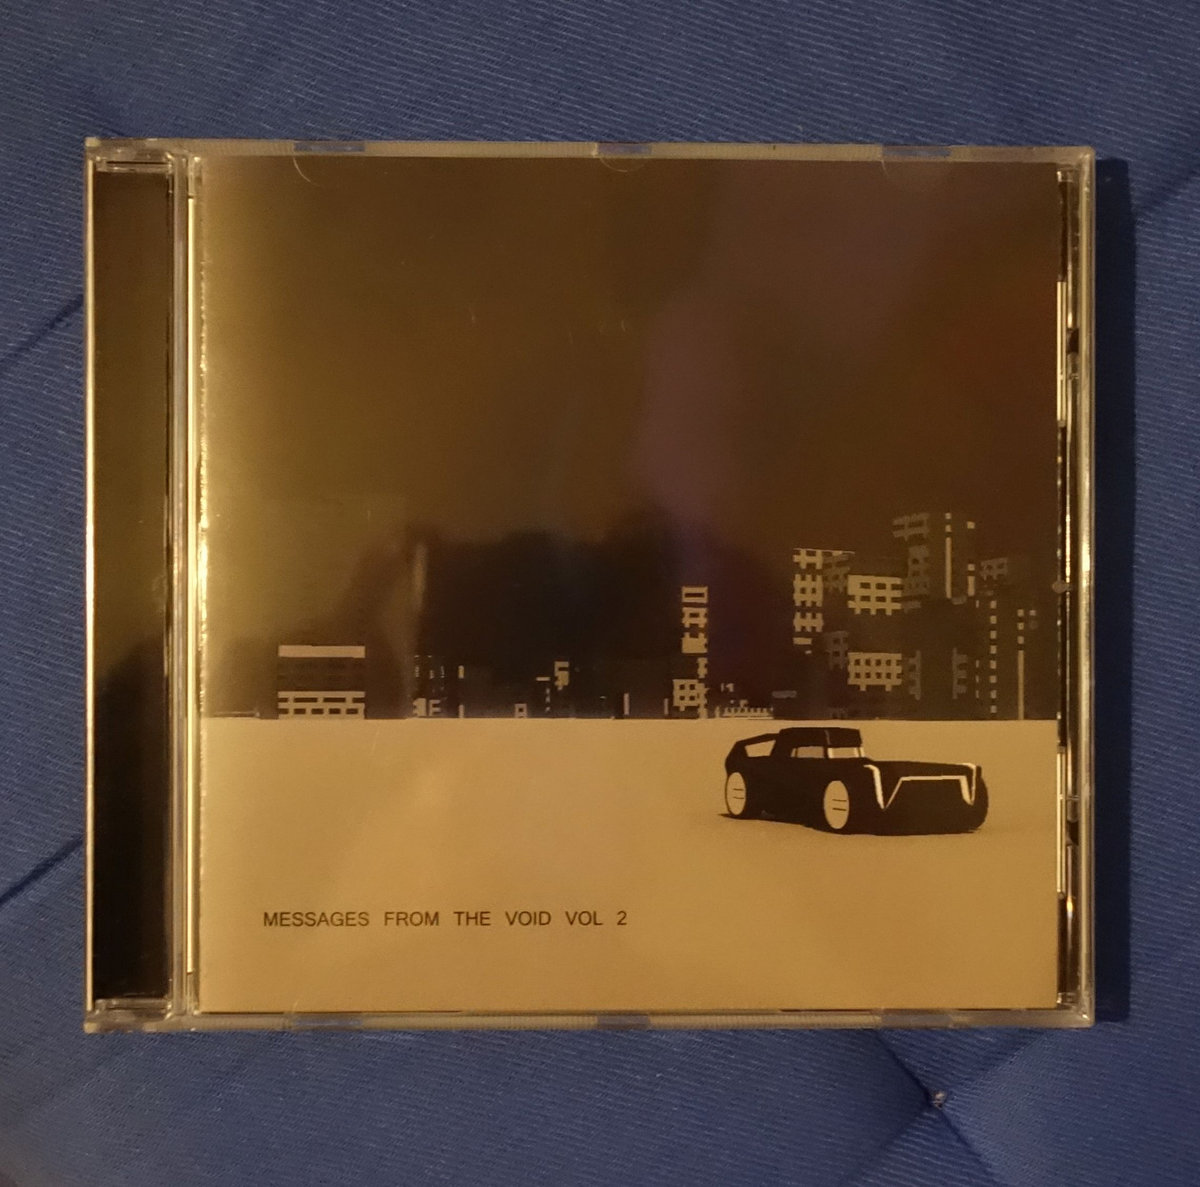 MESSAGES FROM THE VOID VOL 2